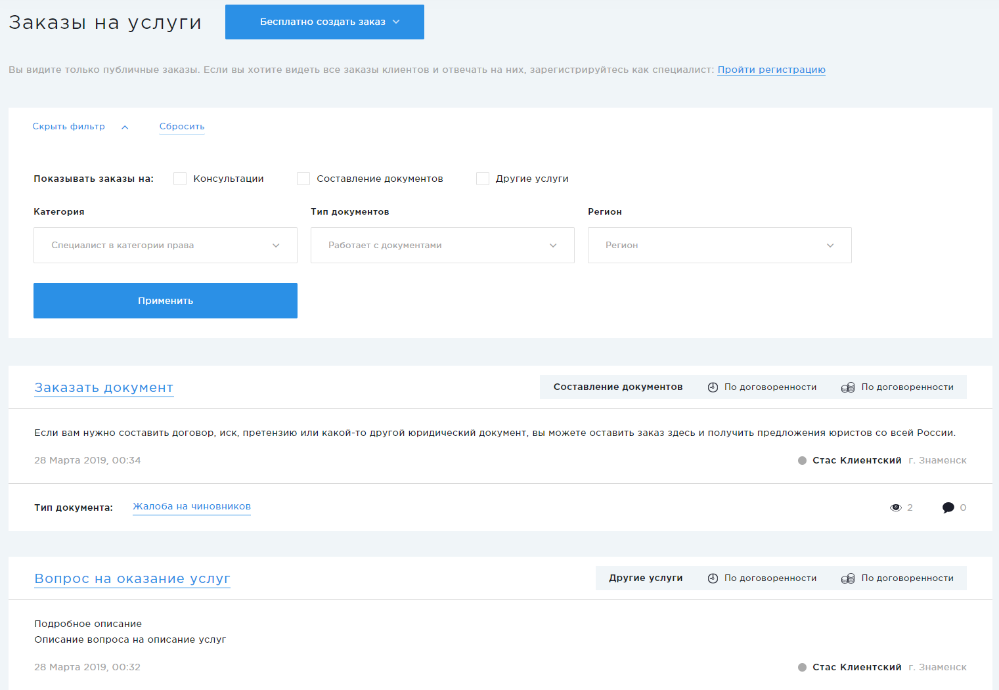 Заказы на услуги
Бесплатно создать заказ
Вы видите только публичные заказы. Если вы хотите видеть все заказы клиентов и отвечать на них, зарегистрируйтесь как специалист: Пройти регистрацию
Скрыть фильтр
Сбросить
Показывать заказы на:
Консультации
Составление документов
Другие услуги
Категория
Тип документов
Регион
Специалист в категории права
Работает с документами
Регион
Применить
Заказать документ
Составление документов
По договоренности
По договоренности
Если вам нужно составить договор, иск, претензию или какой-то другой юридический документ, вы можете оставить заказ здесь и получить предложения юристов со всей России.
28 Марта 2019, 00:34
Стас Клиентский г. Знаменск
Тип документа:
Жалоба на чиновников
2
0
Вопрос на оказание услуг
Другие услуги
По договоренности
По договоренности
Подробное описание
Описание вопроса на описание услуг
28 Марта 2019, 00:32
Стас Клиентский г. Знаменск